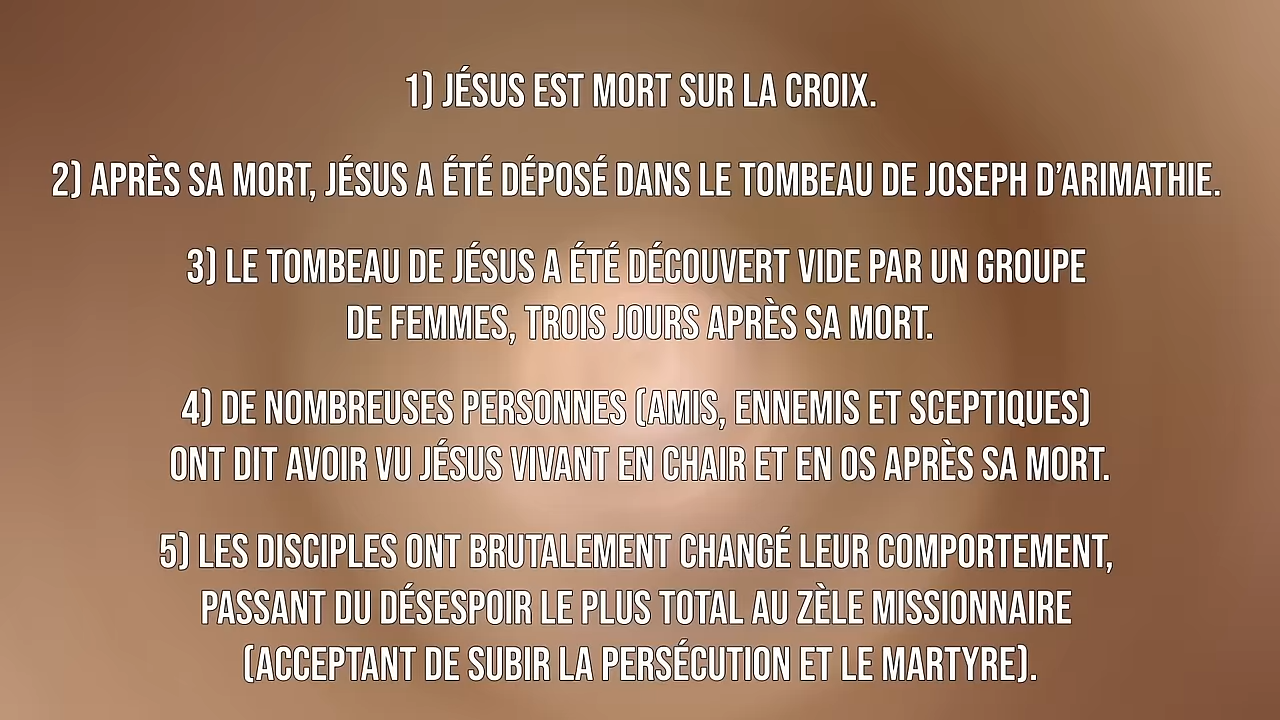 1) JÉSUS EST MORT SUR LA CROIX.
2) APRÈS SA MORT, JÉSUS A ÉTÉ DÉPOSÉ DANS LE TOMBEAU DE JOSEPH D’ARIMATHIE.
3) LE TOMBEAU DE JÉSUS A ÉTÉ DÉCOUVERT VIDE PAR UN GROUPE
DE FEMMES, TROIS JOURS APRÈS SA MORT.
4) DE NOMBREUSES PERSONNES (AMIS, ENNEMIS ET SCEPTIQUES)
ONT DIT AVOIR VU JÉSUS VIVANT EN CHAIR ET EN OS APRÈS SA MORT.
5) LES DISCIPLES ONT BRUTALEMENT CHANGÉ LEUR COMPORTEMENT,
PASSANT DU DÉSESPOIR LE PLUS TOTAL AU ZÈLE MISSIONNAIRE
(ACCEPTANT DE SUBIR LA PERSÉCUTION ET LE MARTYRE).